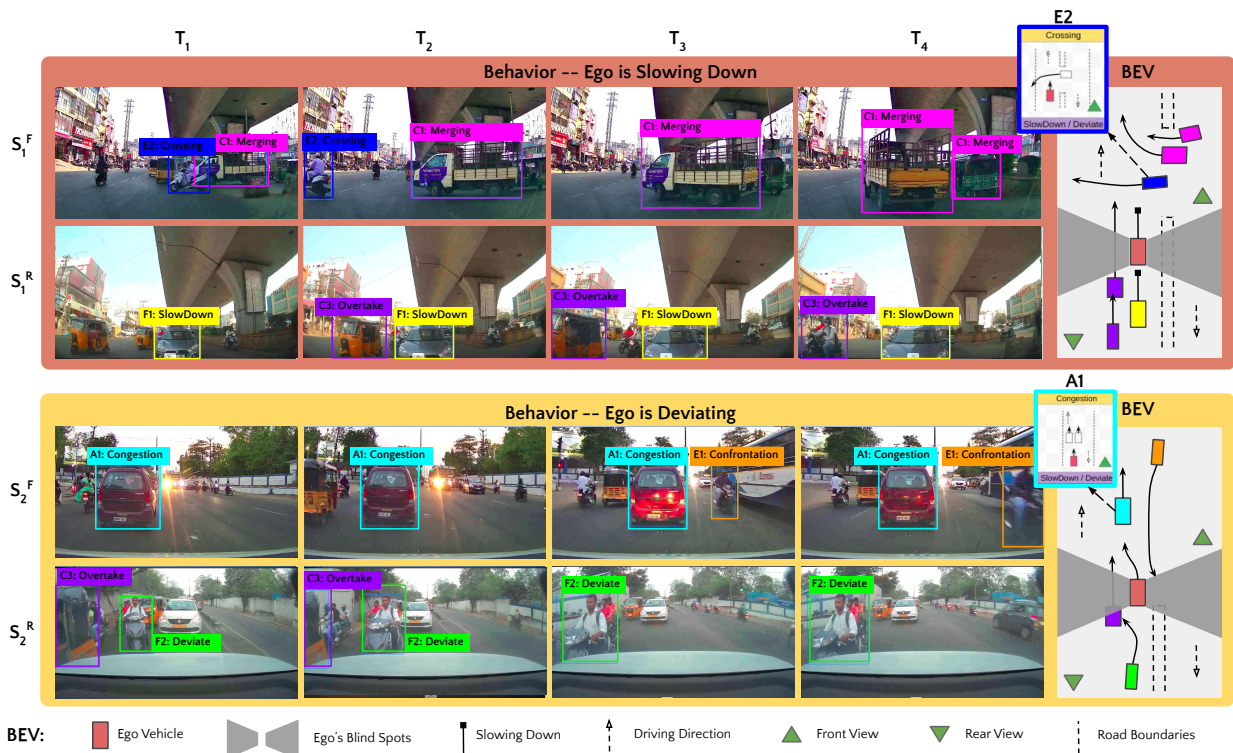 T1 T2 T3 T4 E2
Crossing
SlowDown / Deviate
Behavior -- Ego is Slowing Down BEV
S1F
E2: Crossing C1: Merging
E2: Crossing C1: Merging
C1: Merging
C1: Merging C1: Merging
S1R
F1: SlowDown
C3: Overtake F1: SlowDown
C3: Overtake F1: SlowDown
C3: Overtake F1: SlowDown
A1
Congestion
SlowDown / Deviate
Behavior -- Ego is Deviating BEV
S2F
A1: Congestion
A1: Congestion
A1: Congestion E1: Confrontation
A1: Congestion E1: Confrontation
S2R
C3: Overtake F2: Deviate
C3: Overtake F2: Deviate
F2: Deviate
F2: Deviate
BEV: Ego Vehicle Ego's Blind Spots Slowing Down Driving Direction Front View Rear View Road Boundaries